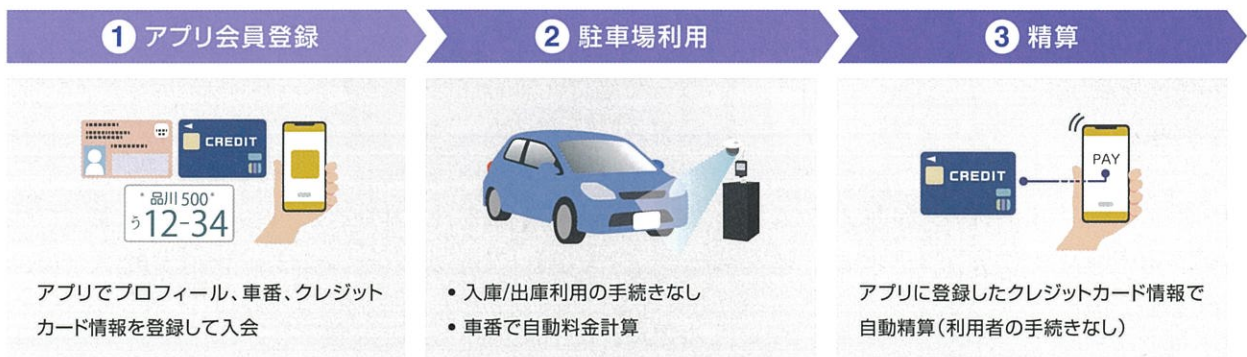 1 アプリ会員登録
2 駐車場利用
3 精算
CREDIT
* 品川 500 *
う 12-34
CREDIT
PAY
アプリでプロフィール、車番、クレジット
カード情報を登録して入会
• 入庫/出庫利用の手続きなし
• 車番で自動料金計算
アプリに登録したクレジットカード情報で
自動精算(利用者の手続きなし)